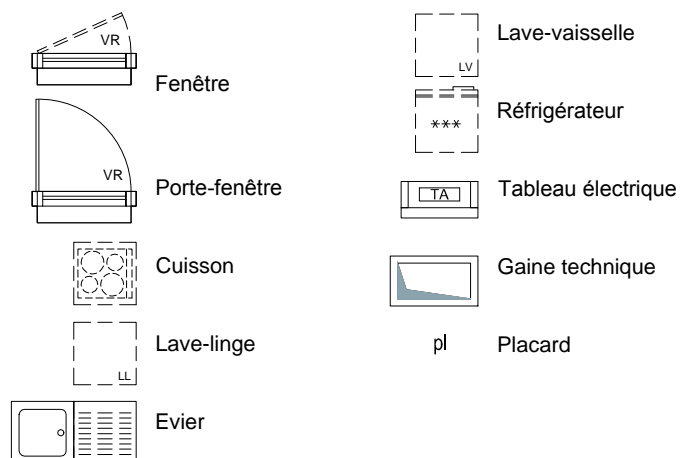 VR
Fenêtre
VR
Porte-fenêtre
Cuisson
LL
Lave-linge
Evier
LV
Lave-vaisselle
***
Réfrigérateur
TA
Tableau électrique
Gaine technique
pl
Placard